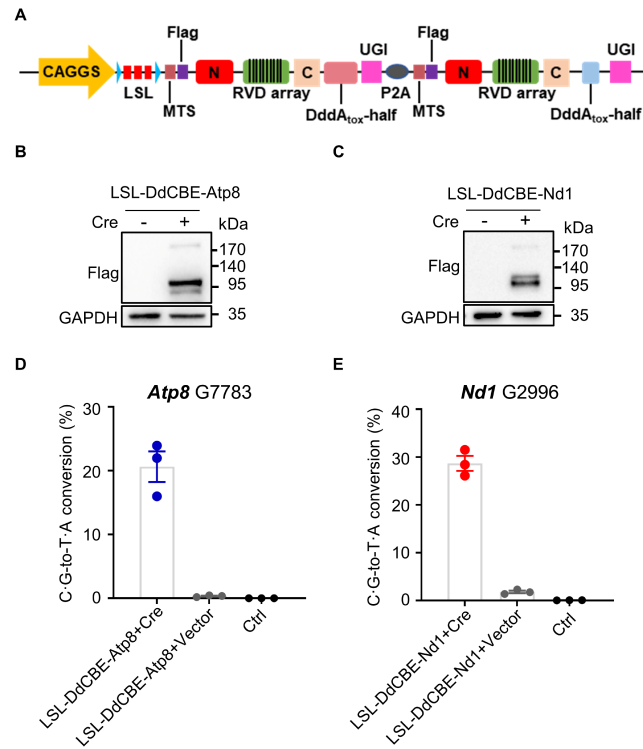 A
Flag
UGI
Flag
UGI
CAGGS
N
C
N
C
LSL
RVD array
P2A
RVD array
MTS
DddAtox-half
MTS
DddAtox-half
B
LSL-DdCBE-Atp8
Cre - + kDa
170
140
Flag
95
GAPDH
35
C
LSL-DdCBE-Nd1
Cre - + kDa
170
140
Flag
95
GAPDH
35
D
Atp8 G7783
C·G-to-T·A conversion (%)
30
20
10
0
LSL-DdCBE-Atp8+Cre
LSL-DdCBE-Atp8+Vector
Ctrl
E
Nd1 G2996
C·G-to-T·A conversion (%)
40
30
20
10
0
LSL-DdCBE-Nd1+Cre
LSL-DdCBE-Nd1+Vector
Ctrl